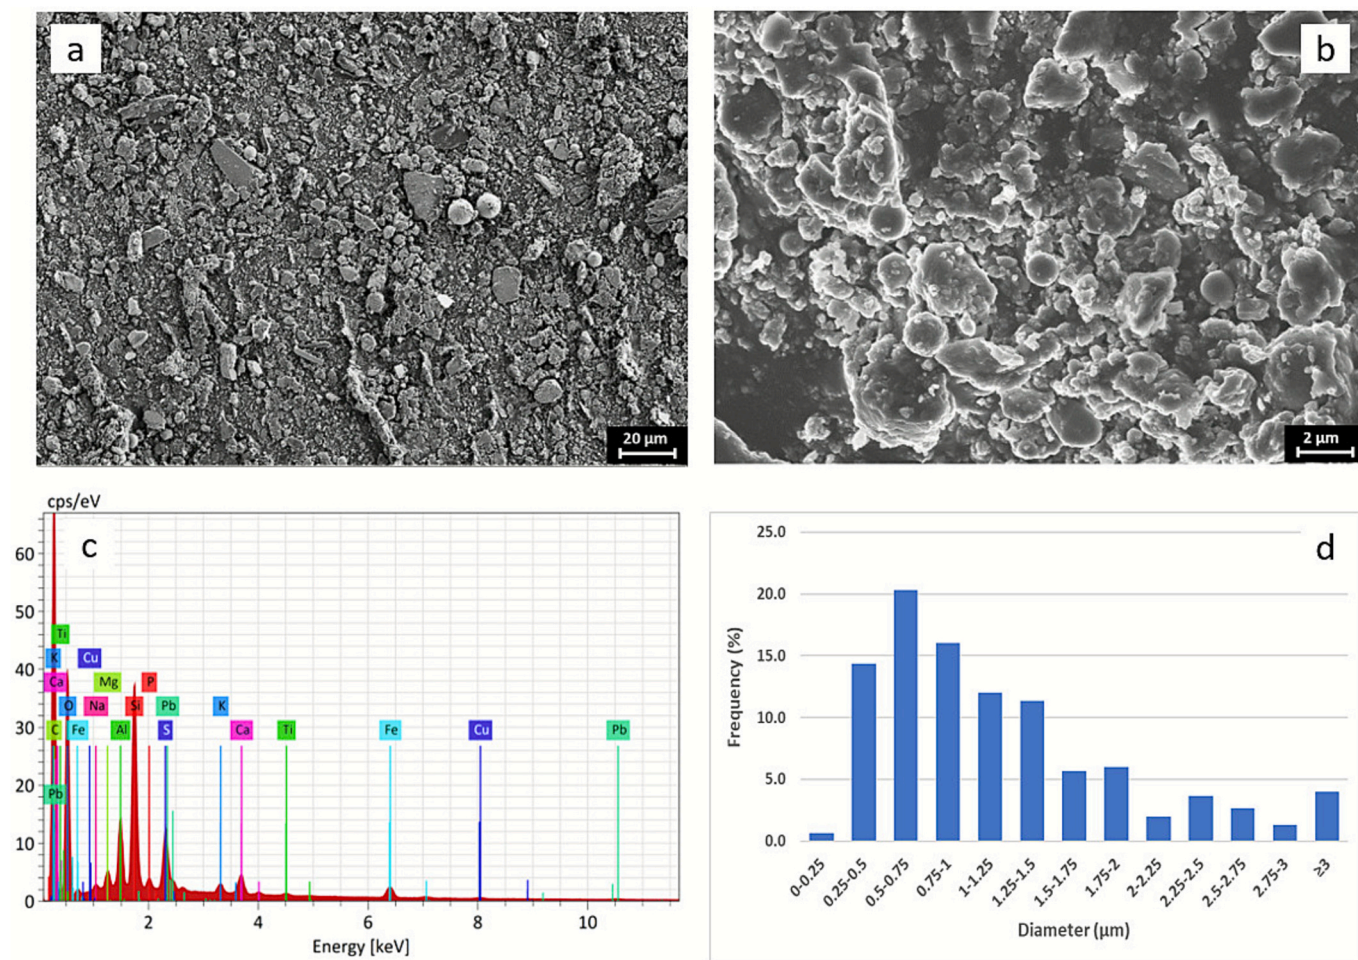 a
b
20 µm
2 µm
cps/eV
c
60
50
40
30
20
10
0
Ti
K
Cu
Ca
Mg
P
O
Na
Si
Pb
K
C
Fe
Al
S
Ca
Ti
Fe
Cu
Pb
Pb
2
4
6
8
10
Energy [keV]
d
25.0
20.0
15.0
10.0
5.0
0.0
Frequency (%)
0-0.25
0.25-0.5
0.5-0.75
0.75-1
1-1.25
1.25-1.5
1.5-1.75
1.75-2
2-2.25
2.25-2.5
2.5-2.75
2.75-3
≥3
Diameter (µm)